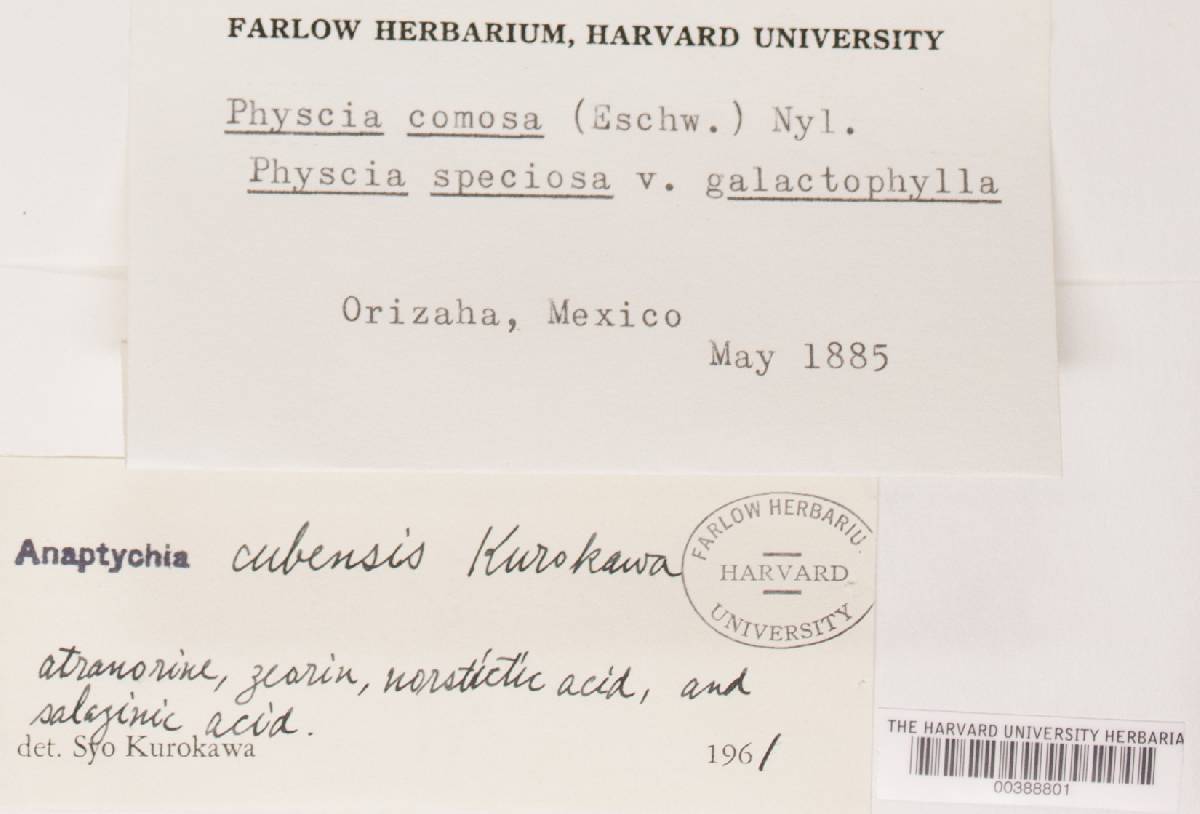 FARLOW HERBARIUM, HARVARD UNIVERSITY
Physcia comosa (Eschw.) Nyl.
Physcia speciosa v. galactophylla
Orizaha, Mexico
May 1885
Anaptychia cubensis Kurokawa
FARLOW HERBARIU.
HARVARD
UNIVERSITY
atranorine, zeorin, norstictic acid, and
salazinic acid.
det. Syo Kurokawa 1961
THE HARVARD UNIVERSITY HERBARIA
00388801